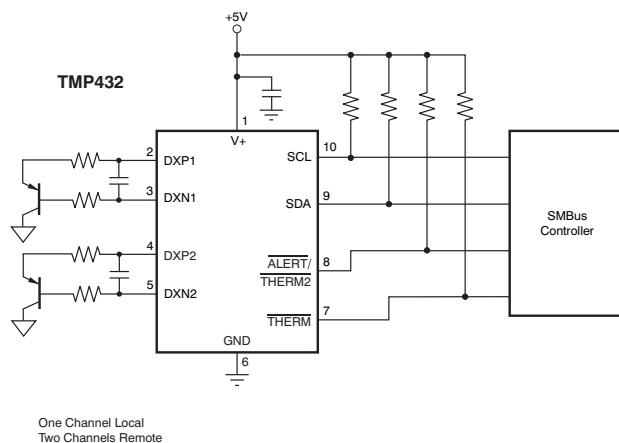 +5V
TMP432
1
V+
10
SCL
2
DXP1
3
DXN1
9
SDA
SMBus
Controller
4
DXP2
8
ALERT/
THERM2
5
DXN2
7
THERM
GND
6
One Channel Local
Two Channels Remote